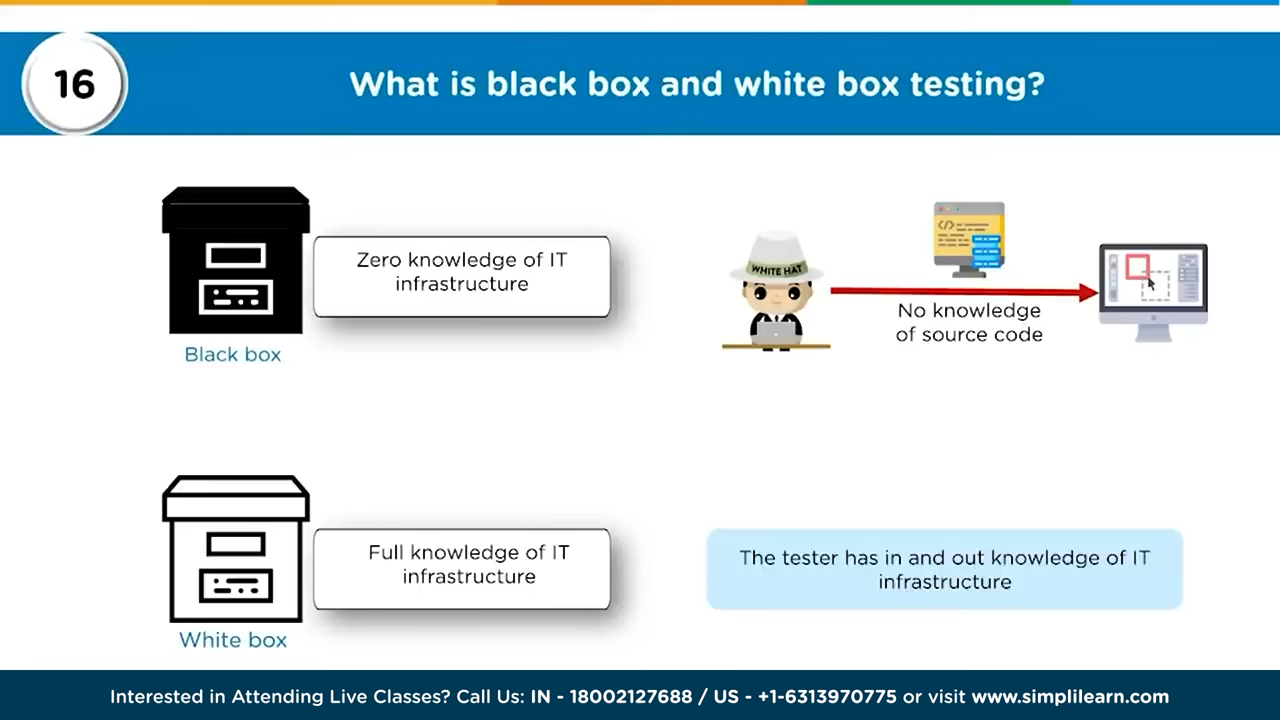 16
What is black box and white box testing?
Zero knowledge of IT
infrastructure
Black box
WHITE HAT
</>
No knowledge
of source code
Full knowledge of IT
infrastructure
White box
The tester has in and out knowledge of IT
infrastructure
Interested in Attending Live Classes? Call Us: IN - 18002127688 / US - +1-6313970775 or visit www.simplilearn.com